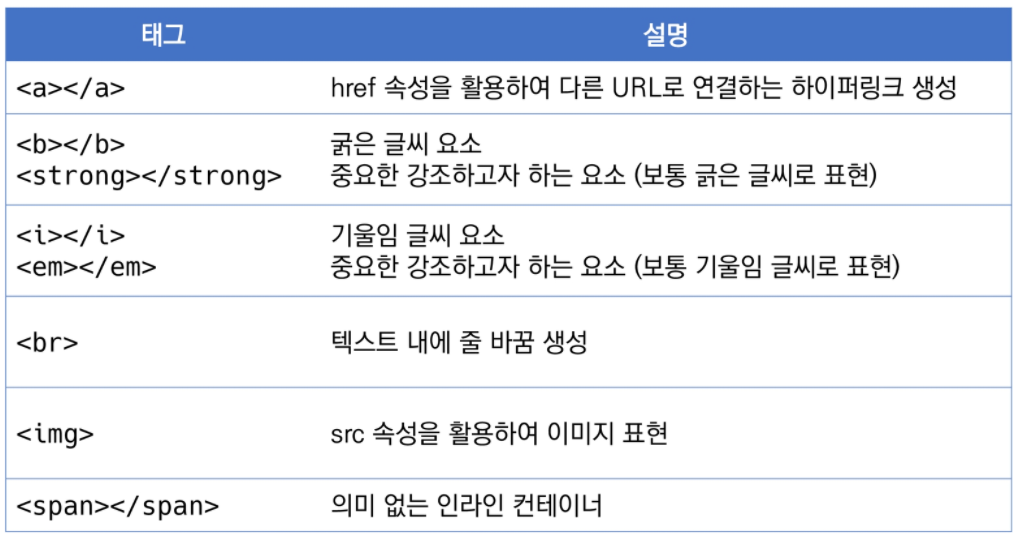 태그 설명
<a></a> href 속성을 활용하여 다른 URL로 연결하는 하이퍼링크 생성
<b></b> 굵은 글씨 요소
<strong></strong> 중요한 강조하고자 하는 요소 (보통 굵은 글씨로 표현)
<i></i> 기울임 글씨 요소
<em></em> 중요한 강조하고자 하는 요소 (보통 기울임 글씨로 표현)
<br> 텍스트 내에 줄 바꿈 생성
<img> src 속성을 활용하여 이미지 표현
<span></span> 의미 없는 인라인 컨테이너